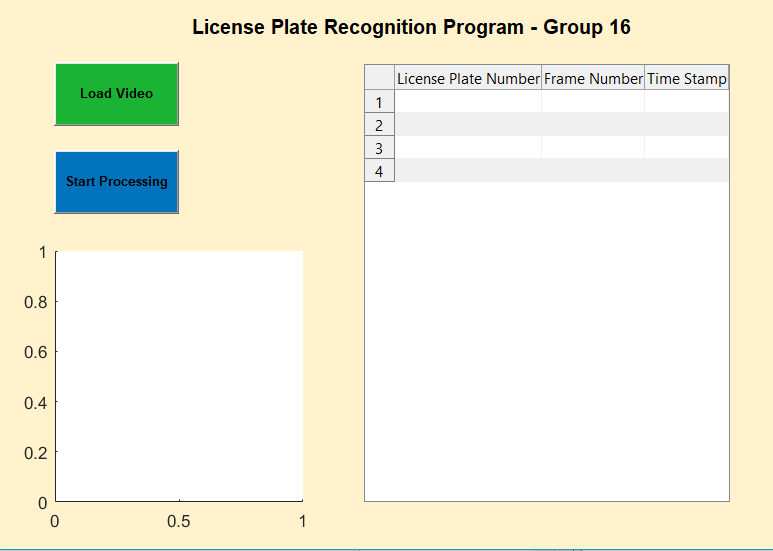 License Plate Recognition Program - Group 16
Load Video
Start Processing
License Plate Number Frame Number Time Stamp
1
2
3
4
1
0.8
0.6
0.4
0.2
0
0 0.5 1